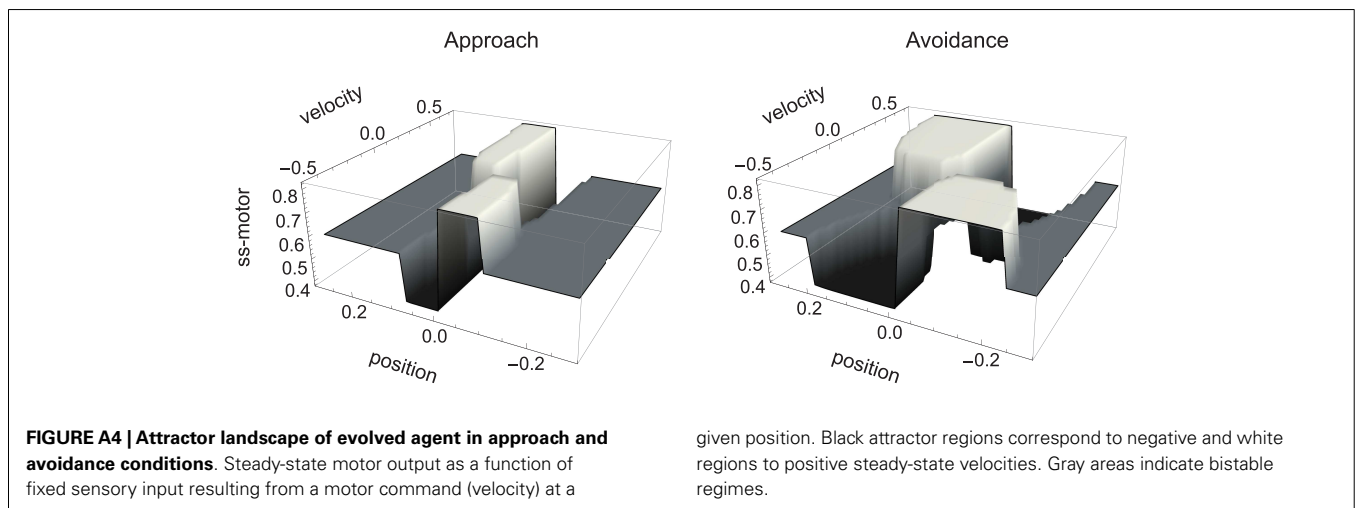 Approach
Avoidance
velocity
0.5
0.0
−0.5
0.8
0.7
0.6
0.5
0.4
ss-motor
0.2
0.0
−0.2
position
velocity
0.5
0.0
−0.5
0.8
0.7
0.6
0.5
0.4
0.2
0.0
−0.2
position
FIGURE A4 | Attractor landscape of evolved agent in approach and
avoidance conditions. Steady-state motor output as a function of
fixed sensory input resulting from a motor command (velocity) at a
given position. Black attractor regions correspond to negative and white
regions to positive steady-state velocities. Gray areas indicate bistable
regimes.